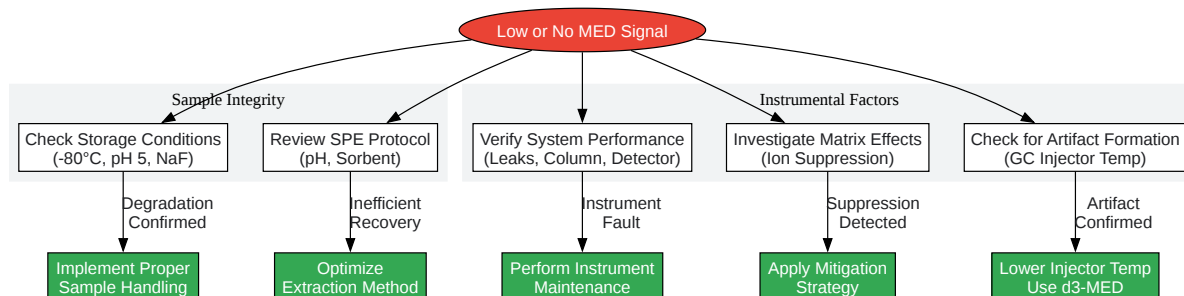 Low or No MED Signal
Sample Integrity
Instrumental Factors
Check Storage Conditions
(-80°C, pH 5, NaF)
Review SPE Protocol
(pH, Sorbent)
Verify System Performance
(Leaks, Column, Detector)
Investigate Matrix Effects
(Ion Suppression)
Check for Artifact Formation
(GC Injector Temp)
Degradation
Confirmed
Inefficient
Recovery
Instrument
Fault
Suppression
Detected
Artifact
Confirmed
Implement Proper
Sample Handling
Optimize
Extraction Method
Perform Instrument
Maintenance
Apply Mitigation
Strategy
Lower Injector Temp
Use d3-MED